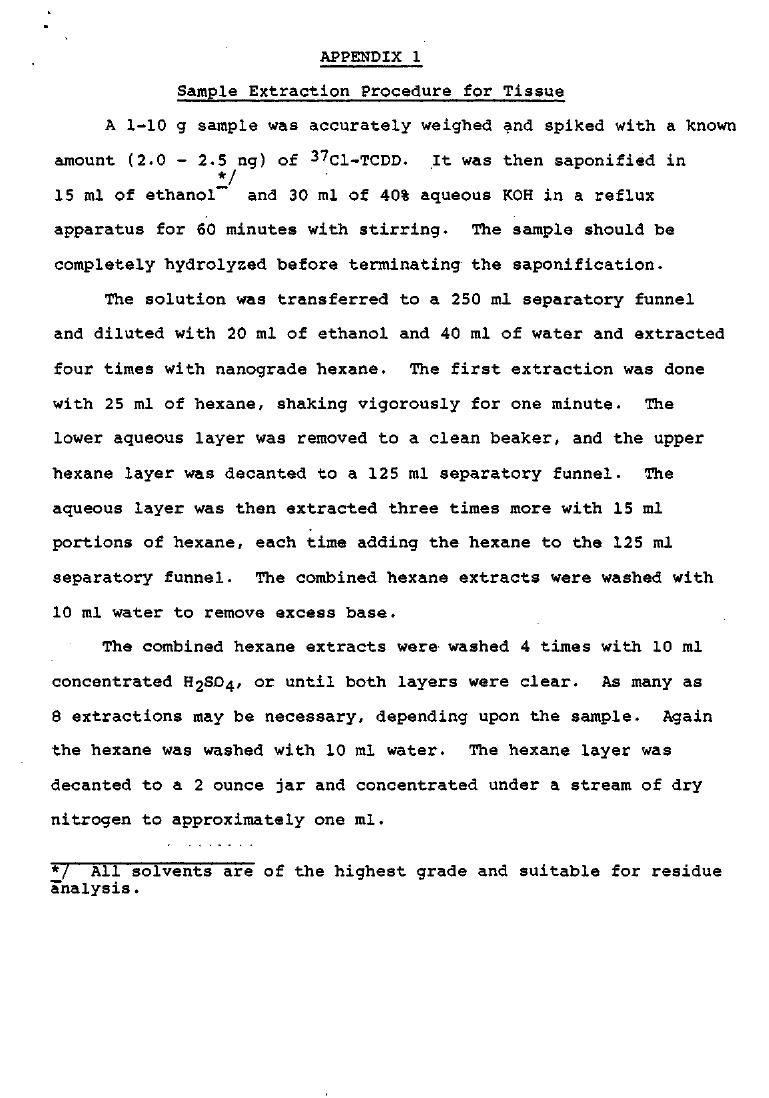 APPENDIX 1
Sample Extraction Procedure for Tissue
A 1-10 g sample was accurately weighed and spiked with a known
amount (2.0 - 2.5 ng) of ³⁷Cl-TCDD. It was then saponified in
15 ml of ethanol*/ and 30 ml of 40% aqueous KOH in a reflux
apparatus for 60 minutes with stirring. The sample should be
completely hydrolyzed before terminating the saponification.
The solution was transferred to a 250 ml separatory funnel
and diluted with 20 ml of ethanol and 40 ml of water and extracted
four times with nanograde hexane. The first extraction was done
with 25 ml of hexane, shaking vigorously for one minute. The
lower aqueous layer was removed to a clean beaker, and the upper
hexane layer was decanted to a 125 ml separatory funnel. The
aqueous layer was then extracted three times more with 15 ml
portions of hexane, each time adding the hexane to the 125 ml
separatory funnel. The combined hexane extracts were washed with
10 ml water to remove excess base.
The combined hexane extracts were washed 4 times with 10 ml
concentrated H₂SO₄, or until both layers were clear. As many as
8 extractions may be necessary, depending upon the sample. Again
the hexane was washed with 10 ml water. The hexane layer was
decanted to a 2 ounce jar and concentrated under a stream of dry
nitrogen to approximately one ml.
*/ All solvents are of the highest grade and suitable for residue
analysis.